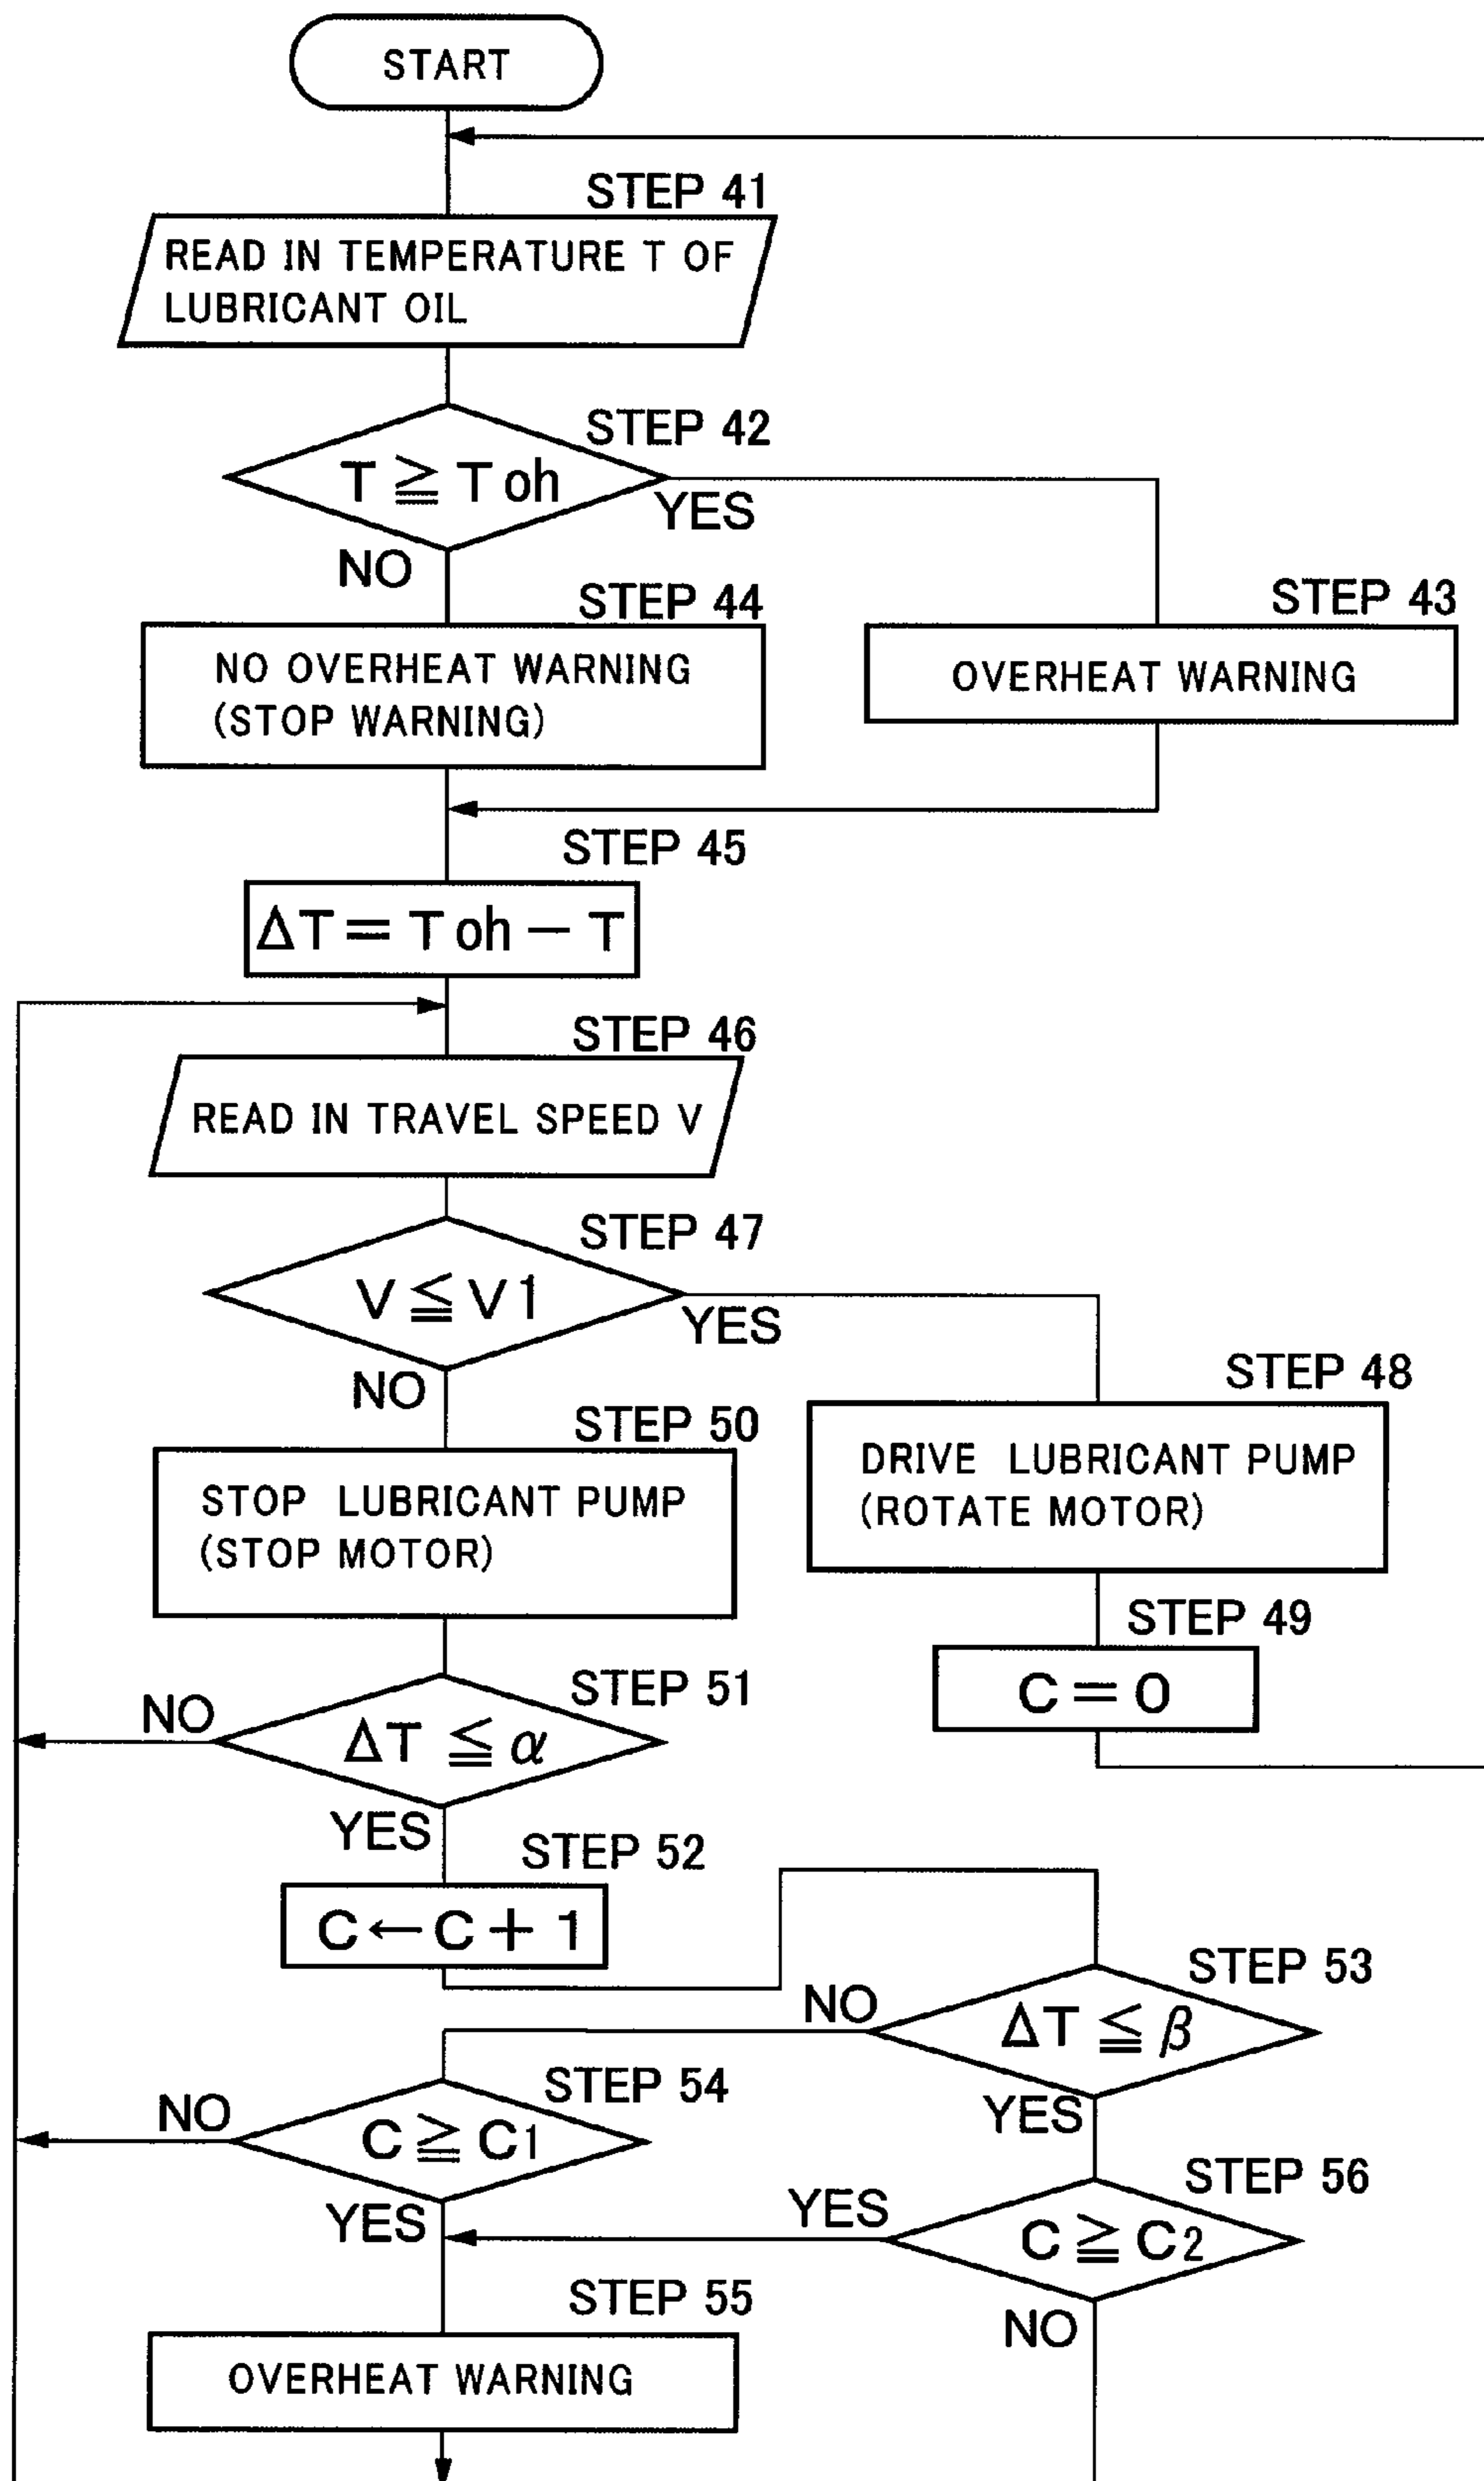 START
STEP 41
READ IN TEMPERATURE T OF
LUBRICANT OIL
STEP 42
T ≧ Toh
YES
NO
STEP 44
NO OVERHEAT WARNING
(STOP WARNING)
STEP 43
OVERHEAT WARNING
STEP 45
ΔT = Toh − T
STEP 46
READ IN TRAVEL SPEED V
STEP 47
V ≦ V1
YES
NO
STEP 48
DRIVE LUBRICANT PUMP
(ROTATE MOTOR)
STEP 50
STOP LUBRICANT PUMP
(STOP MOTOR)
STEP 49
C = 0
STEP 51
NO
ΔT ≦ α
YES
STEP 52
C ← C + 1
STEP 53
NO
ΔT ≦ β
YES
STEP 54
NO
C ≧ C1
YES
STEP 56
YES
C ≧ C2
NO
STEP 55
OVERHEAT WARNING